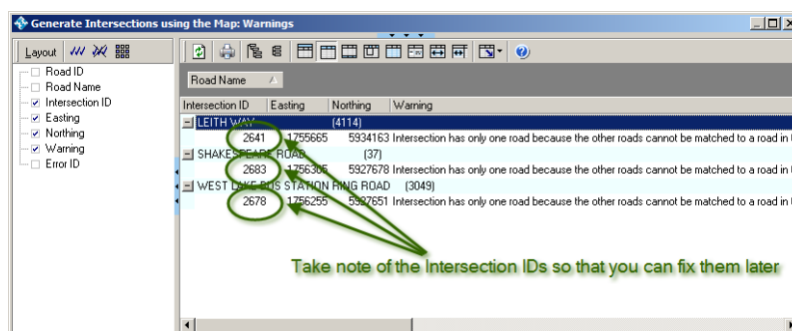 Generate Intersections using the Map: Warnings
Layout
Road ID
Road Name
Intersection ID
Easting
Northing
Warning
Error ID
Road Name
Intersection ID Easting Northing Warning
LEITH WAY (4114)
2641 1755665 5934163 Intersection has only one road because the other roads cannot be matched to a road in
SHAKESPEARE ROAD (37)
2683 1756305 5927678 Intersection has only one road because the other roads cannot be matched to a road in
WEST LAKE BUS STATION RING ROAD (3049)
2678 1756255 5927651 Intersection has only one road because the other roads cannot be matched to a road in
Take note of the Intersection IDs so that you can fix them later